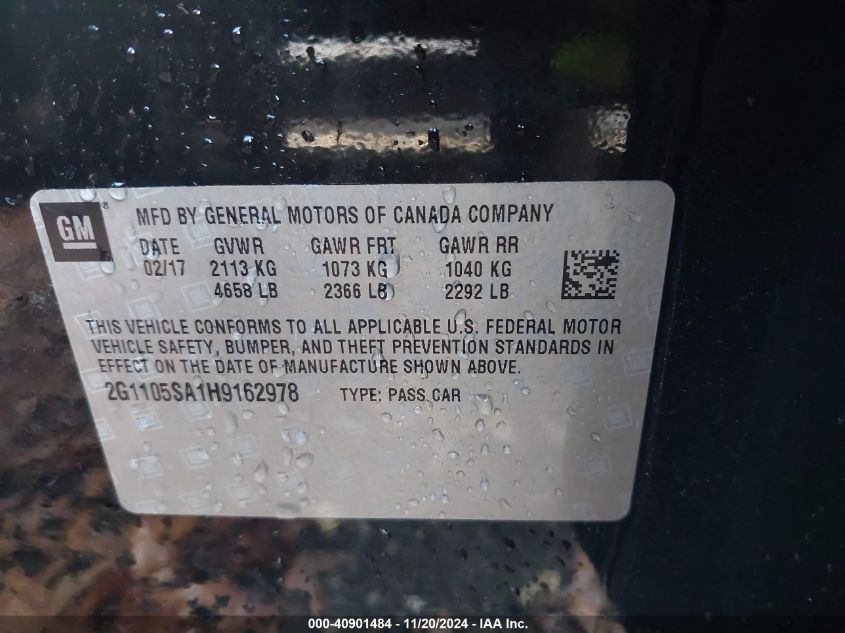 GM®
MFD BY GENERAL MOTORS OF CANADA COMPANY
DATE GVWR GAWR FRT GAWR RR
02/17 2113 KG 1073 KG 1040 KG
4658 LB 2366 LB 2292 LB
THIS VEHICLE CONFORMS TO ALL APPLICABLE U.S. FEDERAL MOTOR
VEHICLE SAFETY, BUMPER, AND THEFT PREVENTION STANDARDS IN
EFFECT ON THE DATE OF MANUFACTURE SHOWN ABOVE.
2G1105SA1H9162978 TYPE: PASS CAR
000-40901484 - 11/20/2024 - IAA Inc.